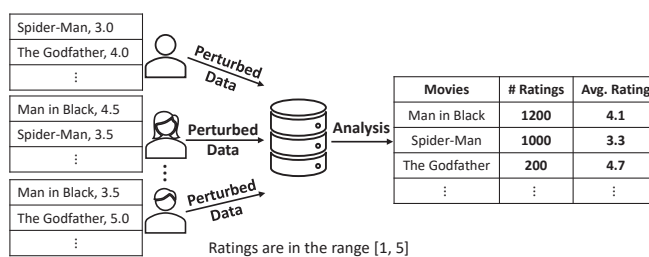 Spider-Man, 3.0
The Godfather, 4.0
⋮
Man in Black, 4.5
Spider-Man, 3.5
⋮
Man in Black, 3.5
The Godfather, 5.0
⋮
Perturbed
Data
Perturbed
Data
⋮
Perturbed
Data
Analysis
Movies # Ratings Avg. Rating
Man in Black 1200 4.1
Spider-Man 1000 3.3
The Godfather 200 4.7
⋮ ⋮ ⋮
Ratings are in the range [1, 5]